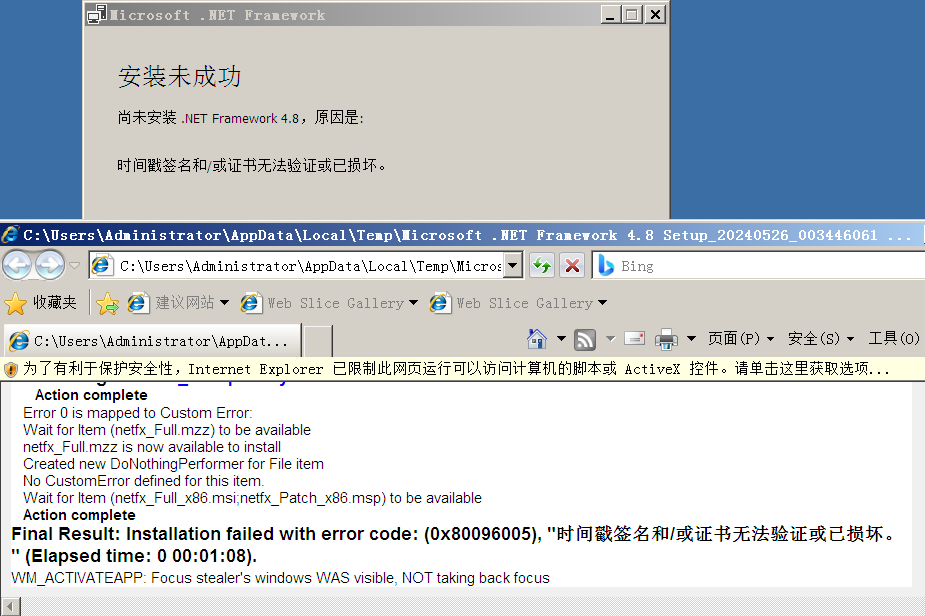 Microsoft .NET Framework
安装未成功
尚未安装 .NET Framework 4.8，原因是:
时间戳签名和/或证书无法验证或已损坏。
C:\Users\Administrator\AppData\Local\Temp\Microsoft .NET Framework 4.8 Setup_20240526_003446061 ...
C:\Users\Administrator\AppData\Local\Temp\Micros
Bing
收藏夹
建议网站
Web Slice Gallery
Web Slice Gallery
C:\Users\Administrator\AppDat...
页面(P)
安全(S)
工具(O)
为了有利于保护安全性，Internet Explorer 已限制此网页运行可以访问计算机的脚本或 ActiveX 控件。请单击这里获取选项...
Action complete
Error 0 is mapped to Custom Error:
Wait for Item (netfx_Full.mzz) to be available
netfx_Full.mzz is now available to install
Created new DoNothingPerformer for File item
No CustomError defined for this item.
Wait for Item (netfx_Full_x86.msi;netfx_Patch_x86.msp) to be available
Action complete
Final Result: Installation failed with error code: (0x80096005), "时间戳签名和/或证书无法验证或已损坏。
" (Elapsed time: 0 00:01:08).
WM_ACTIVATEAPP: Focus stealer's windows WAS visible, NOT taking back focus